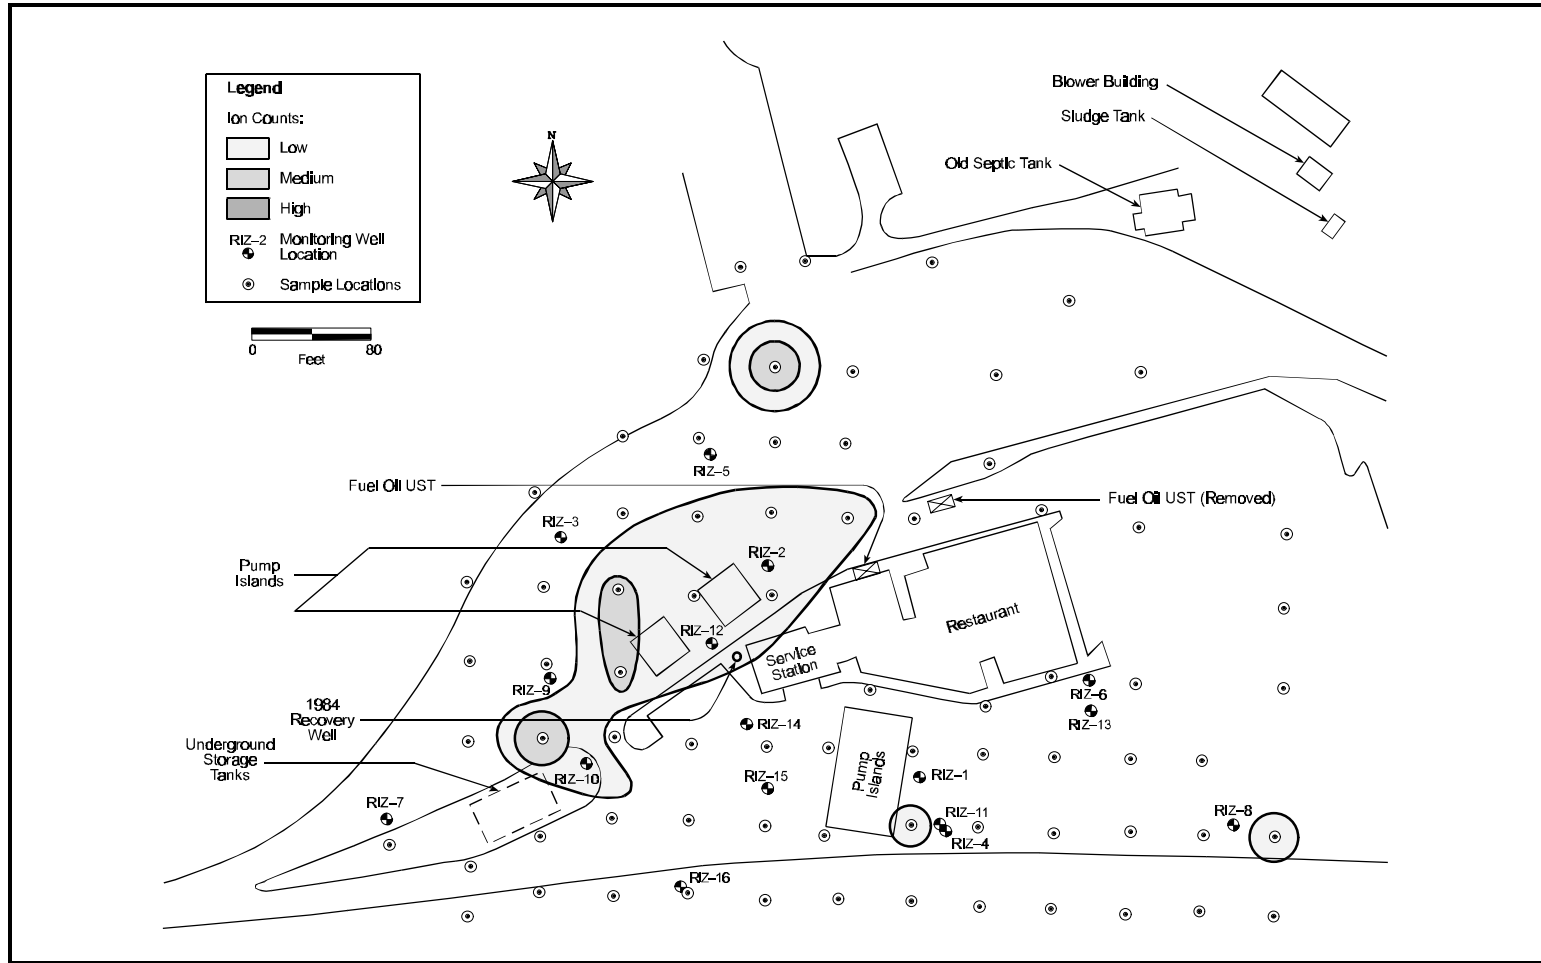 Legend
Ion Counts:
Low
Medium
High
RIZ–2
Monitoring Well
Location
Sample Locations
0
80
Feet
N
Blower Building
Sludge Tank
Old Septic Tank
RIZ–5
Fuel Oil UST
Fuel Oil UST (Removed)
RIZ–3
RIZ–2
Pump
Islands
Restaurant
RIZ–12
Service
Station
RIZ–9
RIZ–6
1984
Recovery
Well
RIZ–13
RIZ–14
Underground
Storage
Tanks
Pump
Islands
RIZ–10
RIZ–15
RIZ–1
RIZ–7
RIZ–11
RIZ–8
RIZ–4
RIZ–16